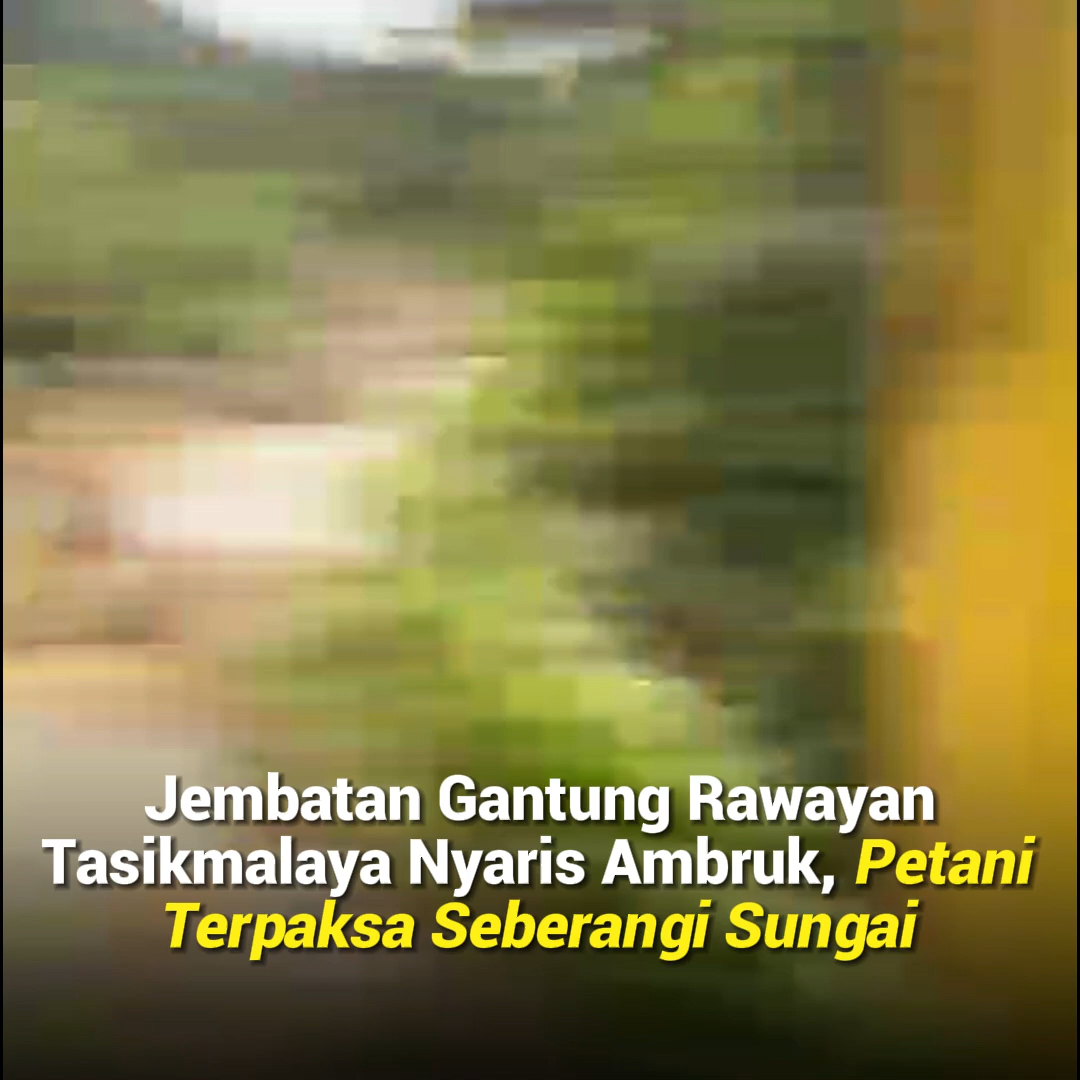 Jembatan Gantung Rawayan
Tasikmalaya Nyaris Ambruk, Petani
Terpaksa Seberangi Sungai